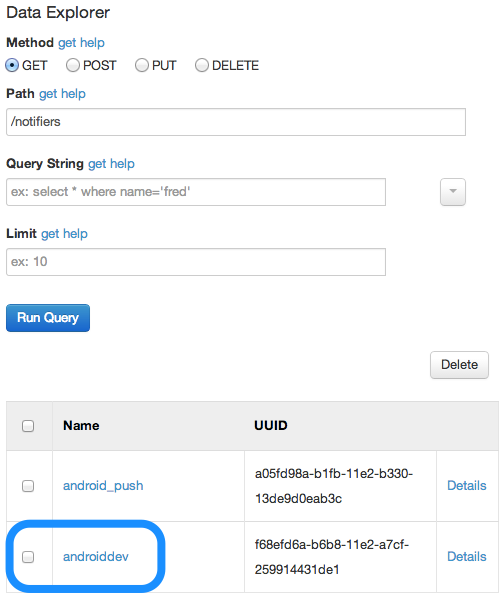 Data Explorer
Method get help
GET POST PUT DELETE
Path get help
/notifiers
Query String get help
ex: select * where name='fred'
Limit get help
ex: 10
Run Query
Delete
Name UUID
android_push a05fd98a-b1fb-11e2-b330-
13de9d0eab3c Details
androiddev f68efd6a-b6b8-11e2-a7cf-
259914431de1 Details